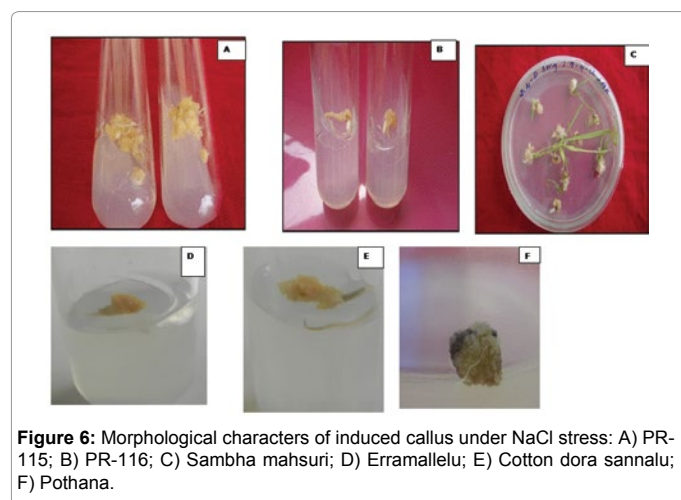 A
B
C
D
E
F
Figure 6: Morphological characters of induced callus under NaCl stress: A) PR-
115; B) PR-116; C) Sambha mahsuri; D) Erramallelu; E) Cotton dora sannalu;
F) Pothana.